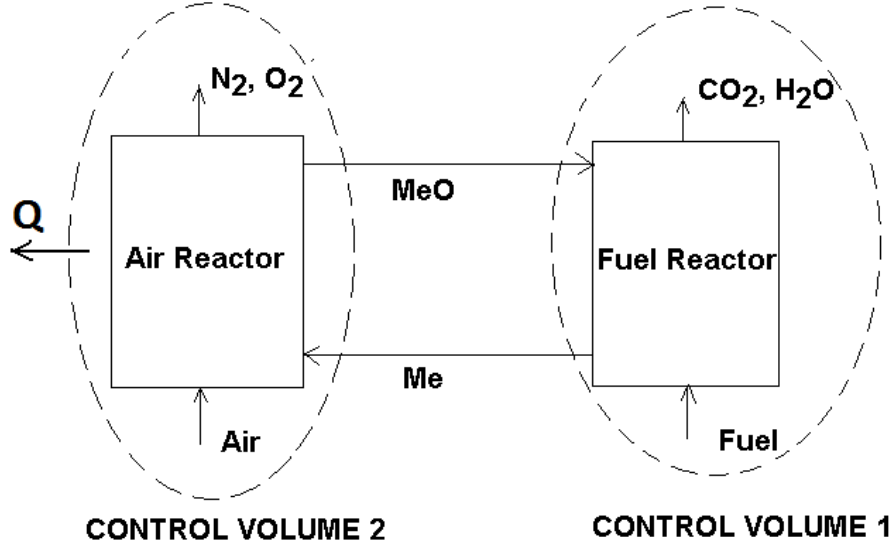 N2, O2
CO2, H2O
MeO
Q
Air Reactor
Fuel Reactor
Me
Air
Fuel
CONTROL VOLUME 2
CONTROL VOLUME 1